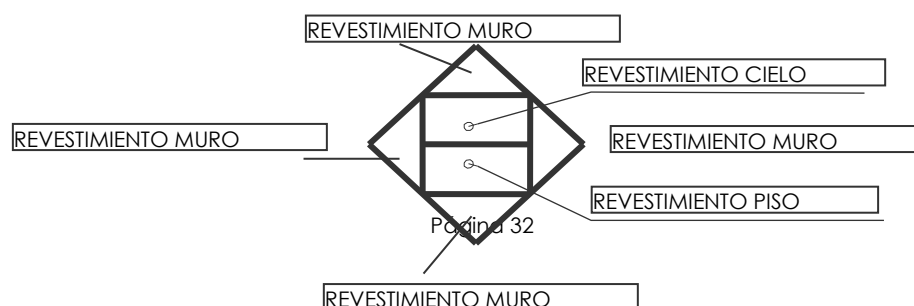 REVESTIMIENTO MURO
REVESTIMIENTO CIELO
REVESTIMIENTO MURO
REVESTIMIENTO MURO
REVESTIMIENTO PISO
Página 32
REVESTIMIENTO MURO